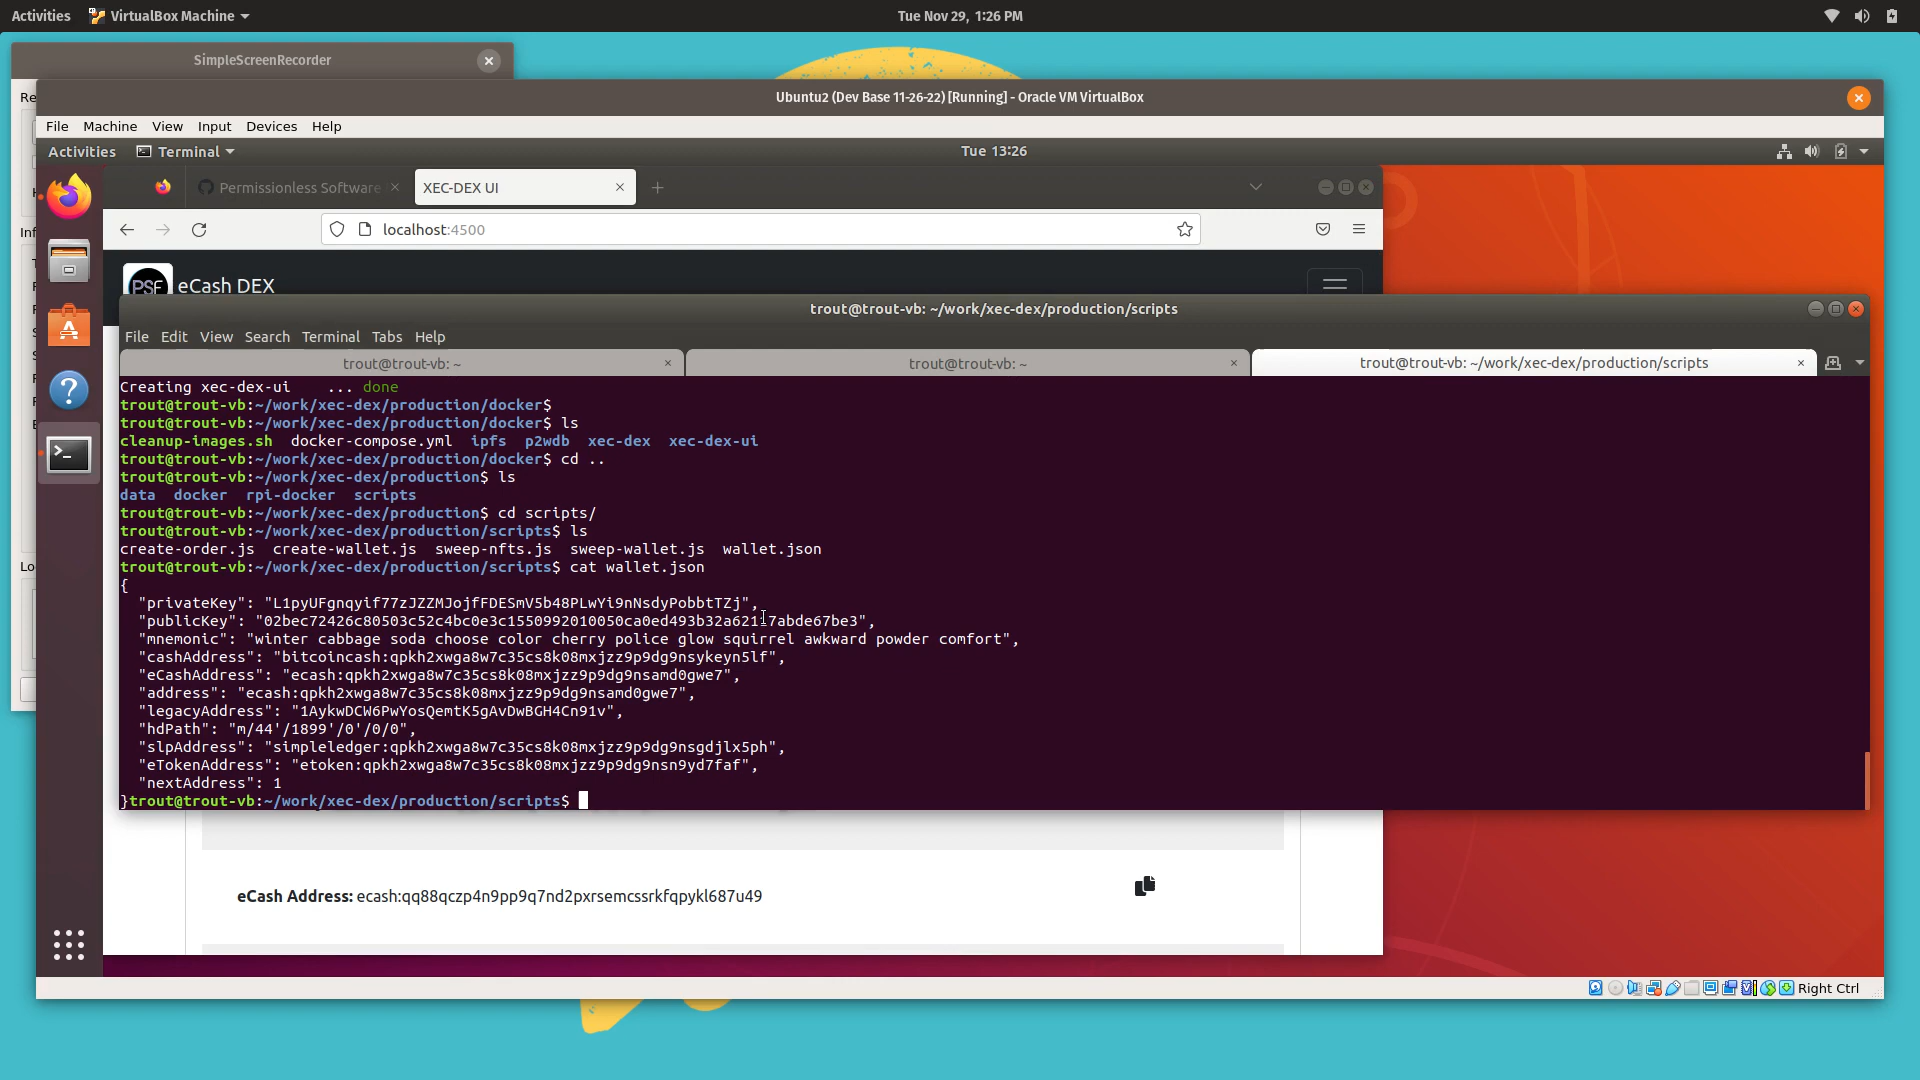 Activities VirtualBox Machine Tue Nov 29, 1:26 PM
SimpleScreenRecorder
Re
Ubuntu2 (Dev Base 11-26-22) [Running] - Oracle VM VirtualBox
File Machine View Input Devices Help
Activities Terminal Tue 13:26
Permissionless Software XEC-DEX UI
localhost:4500
Inf
PSF eCash DEX
trout@trout-vb: ~/work/xec-dex/production/scripts
File Edit View Search Terminal Tabs Help
trout@trout-vb: ~ trout@trout-vb: ~ trout@trout-vb: ~/work/xec-dex/production/scripts
Creating xec-dex-ui ... done
trout@trout-vb:~/work/xec-dex/production/docker$
trout@trout-vb:~/work/xec-dex/production/docker$ ls
cleanup-images.sh docker-compose.yml ipfs p2wdb xec-dex xec-dex-ui
trout@trout-vb:~/work/xec-dex/production/docker$ cd ..
trout@trout-vb:~/work/xec-dex/production$ ls
data docker rpi-docker scripts
trout@trout-vb:~/work/xec-dex/production$ cd scripts/
trout@trout-vb:~/work/xec-dex/production/scripts$ ls
create-order.js create-wallet.js sweep-nfts.js sweep-wallet.js wallet.json
trout@trout-vb:~/work/xec-dex/production/scripts$ cat wallet.json
{
"privateKey": "L1pyUFgnqyif77zJZZMJojfFDESmV5b48PLwYi9nNsdyPobbtTZj",
"publicKey":
"mnemonic": "winter cabbage soda choose color cherry police glow squirrel awkward powder comfort",
"cashAddress": "bitcoincash:qpkh2xwga8w7c35cs8k08mxjzz9p9dg9nsykeyn5lf",
"eCashAddress": "ecash:qpkh2xwga8w7c35cs8k08mxjzz9p9dg9nsamd0gwe7",
"address": "ecash:qpkh2xwga8w7c35cs8k08mxjzz9p9dg9nsamd0gwe7",
"legacyAddress": "1AykwDCW6PwYosQemtK5gAvDwBGH4Cn91v",
"hdPath": "m/44'/1899'/0'/0/0",
"slpAddress": "simpleledger:qpkh2xwga8w7c35cs8k08mxjzz9p9dg9nsgdjlx5ph",
"eTokenAddress": "etoken:qpkh2xwga8w7c35cs8k08mxjzz9p9dg9nsn9yd7faf",
"nextAddress": 1
}trout@trout-vb:~/work/xec-dex/production/scripts$
Lo
eCash Address: ecash:qq88qczp4n9pp9q7nd2pxrsemcssrkfqpykl687u49
Right Ctrl